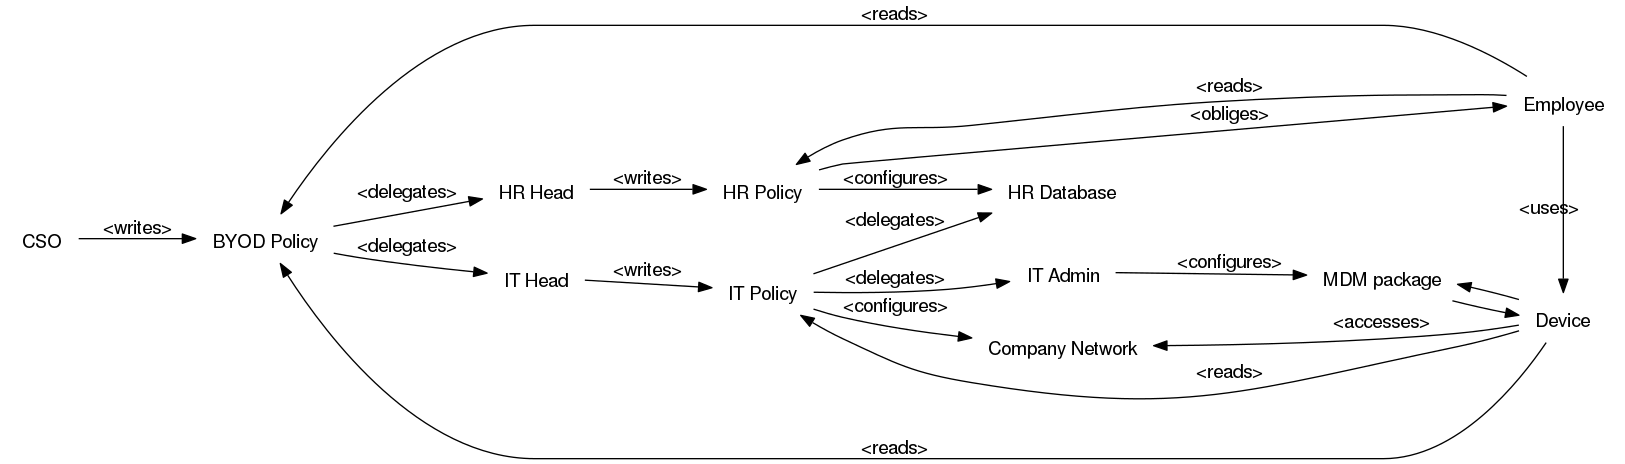 <reads>
<reads>
Employee
<obliges>
<delegates>
HR Head
<writes>
HR Policy
<configures>
HR Database
<uses>
<delegates>
CSO
<writes>
BYOD Policy
<delegates>
IT Head
<writes>
IT Policy
<delegates>
IT Admin
<configures>
MDM package
<configures>
Device
<accesses>
Company Network
<reads>
<reads>